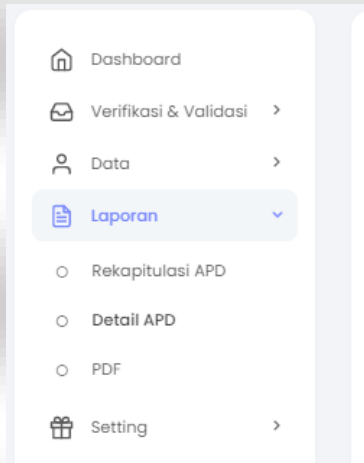 Dashboard
Verifikasi & Validasi
Data
Laporan
Rekapitulasi APD
Detail APD
PDF
Setting